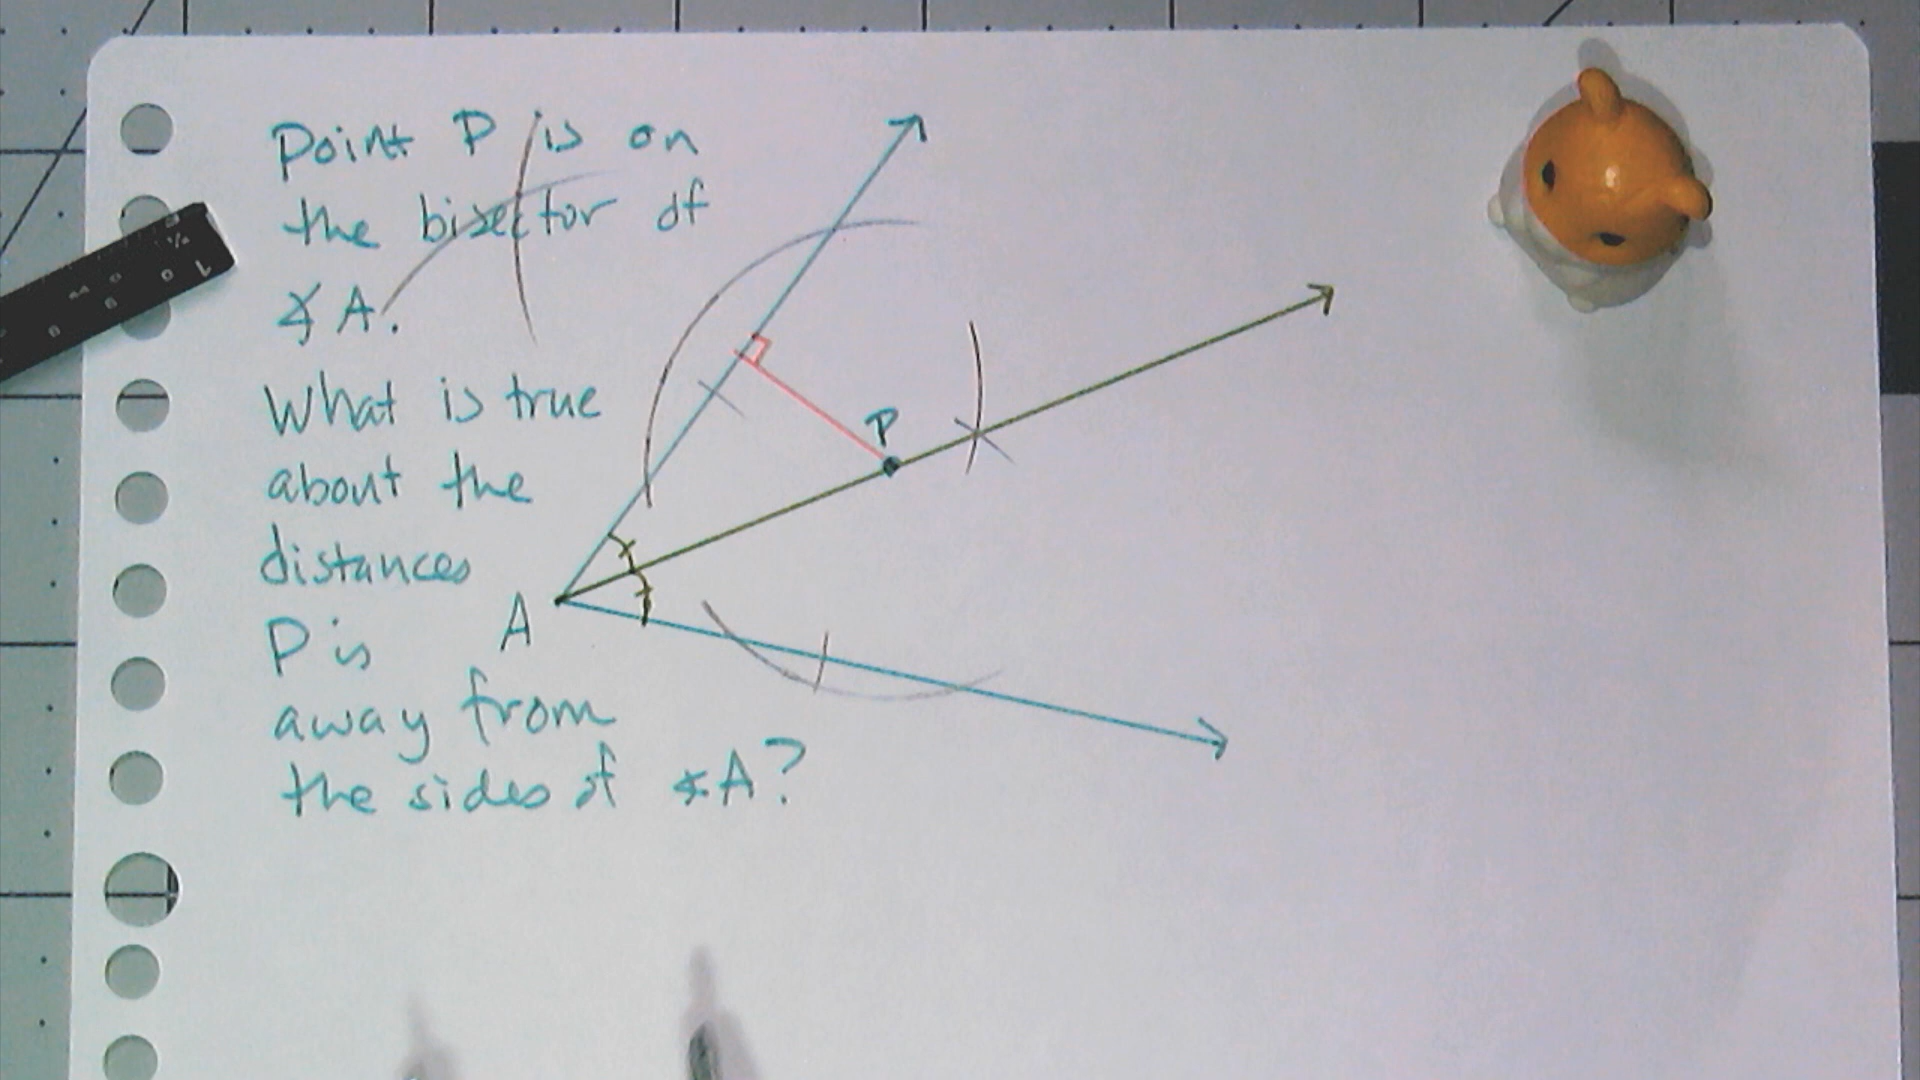 Point P is on
the bisector of
∡A.
What is true
about the
distances
P is
away from
the sides of ∡A?
A
P